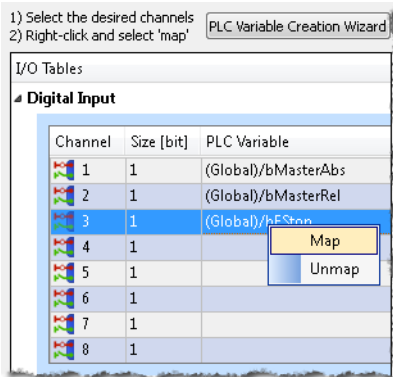 1) Select the desired channels
2) Right-click and select 'map'
PLC Variable Creation Wizard
I/O Tables
Digital Input
Channel Size [bit] PLC Variable
1 1 (Global)/bMasterAbs
2 1 (Global)/bMasterRel
3 1 (Global)/bEStop
Map
4 1
Unmap
5 1
6 1
7 1
8 1